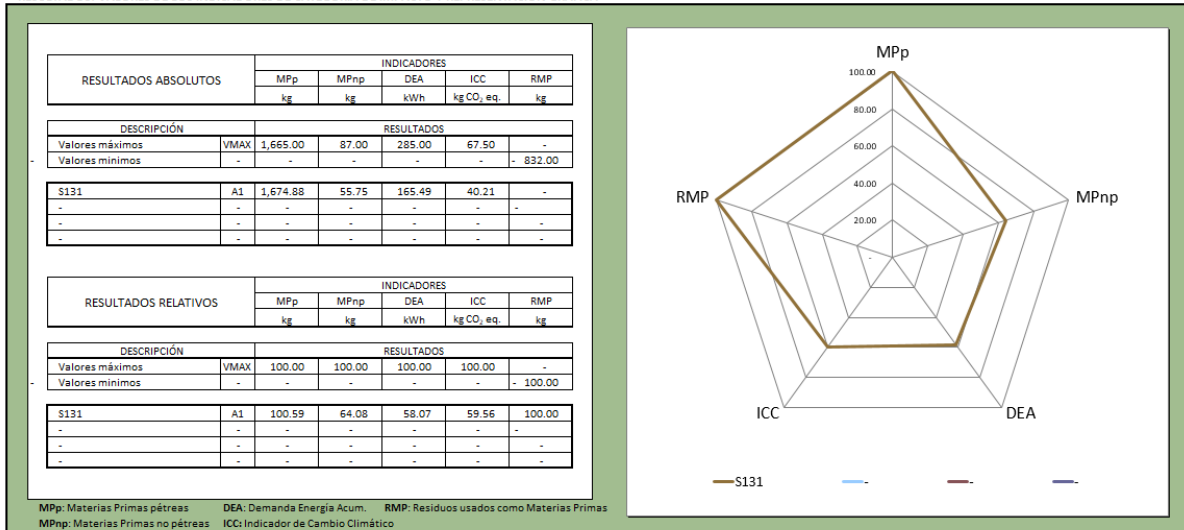 RESULTADOS ABSOLUTOS
INDICADORES
MPp MPnp DEA ICC RMP
kg kg kWh kg CO₂ eq. kg
DESCRIPCIÓN RESULTADOS
Valores máximos VMAX 1,665.00 87.00 285.00 67.50 -
- Valores minimos - - - - - - 832.00
S131 A1 1,674.88 55.75 165.49 40.21 -
- - - - - - -
- - - - - - -
- - - - - - -
RESULTADOS RELATIVOS
INDICADORES
MPp MPnp DEA ICC RMP
kg kg kWh kg CO₂ eq. kg
DESCRIPCIÓN RESULTADOS
Valores máximos VMAX 100.00 100.00 100.00 100.00 -
- Valores minimos - - - - - - 100.00
S131 A1 100.59 64.08 58.07 59.56 100.00
- - - - - - -
- - - - - - -
- - - - - - -
MPp: Materias Primas pétreas DEA: Demanda Energía Acum. RMP: Residuos usados como Materias Primas
MPnp: Materias Primas no pétreas ICC: Indicador de Cambio Climático
MPp
100.00
80.00
60.00
40.00
20.00
-
RMP
MPnp
ICC
DEA
S131 - - -